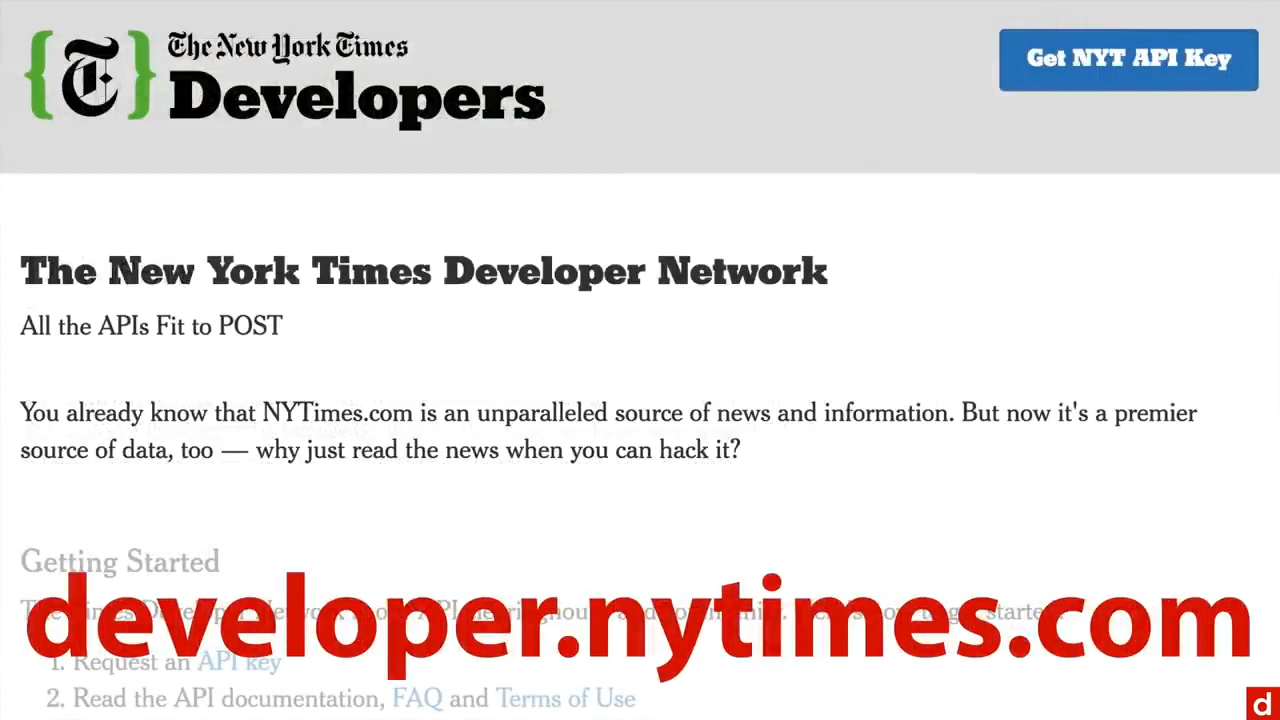 {T} The New York Times
Developers
Get NYT API Key
The New York Times Developer Network
All the APIs Fit to POST
You already know that NYTimes.com is an unparalleled source of news and information. But now it's a premier
source of data, too — why just read the news when you can hack it?
Getting Started
developer.nytimes.com
1. Request an API key
2. Read the API documentation, FAQ and Terms of Use
d